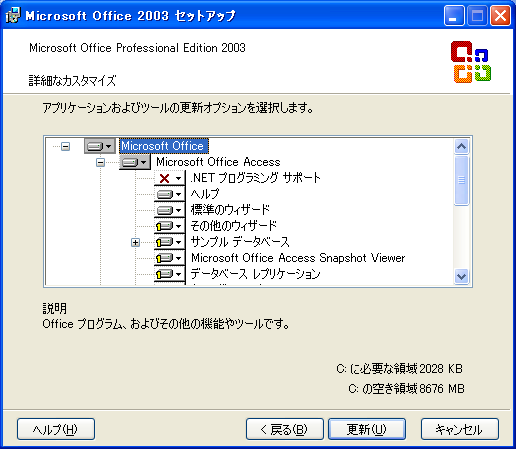 Microsoft Office 2003 セットアップ
Microsoft Office Professional Edition 2003
詳細なカスタマイズ
アプリケーションおよびツールの更新オプションを選択します。
Microsoft Office
Microsoft Office Access
.NET プログラミング サポート
ヘルプ
標準のウィザード
その他のウィザード
サンプル データベース
Microsoft Office Access Snapshot Viewer
データベース レプリケーション
説明
Office プログラム、およびその他の機能やツールです。
C: に必要な領域2028 KB
C: の空き領域8676 MB
ヘルプ(H)
< 戻る(B)
更新(U)
キャンセル